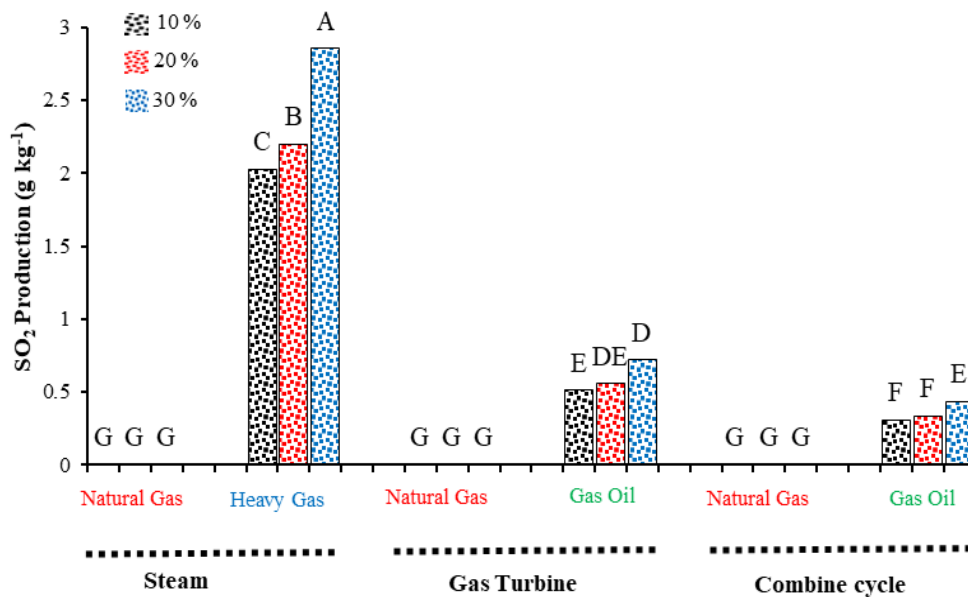 SO₂ Production (g kg⁻¹)
3
2.5
2
1.5
1
0.5
0
10 %
20 %
30 %
G G G
C B A
G G G
E DE D
G G G
F F E
Natural Gas Heavy Gas Natural Gas Gas Oil Natural Gas Gas Oil
Steam Gas Turbine Combine cycle